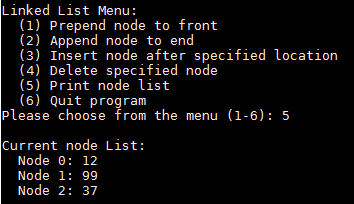 Linked List Menu:
(1) Prepend node to front
(2) Append node to end
(3) Insert node after specified location
(4) Delete specified node
(5) Print node list
(6) Quit program
Please choose from the menu (1-6): 5
Current node List:
Node 0: 12
Node 1: 99
Node 2: 37